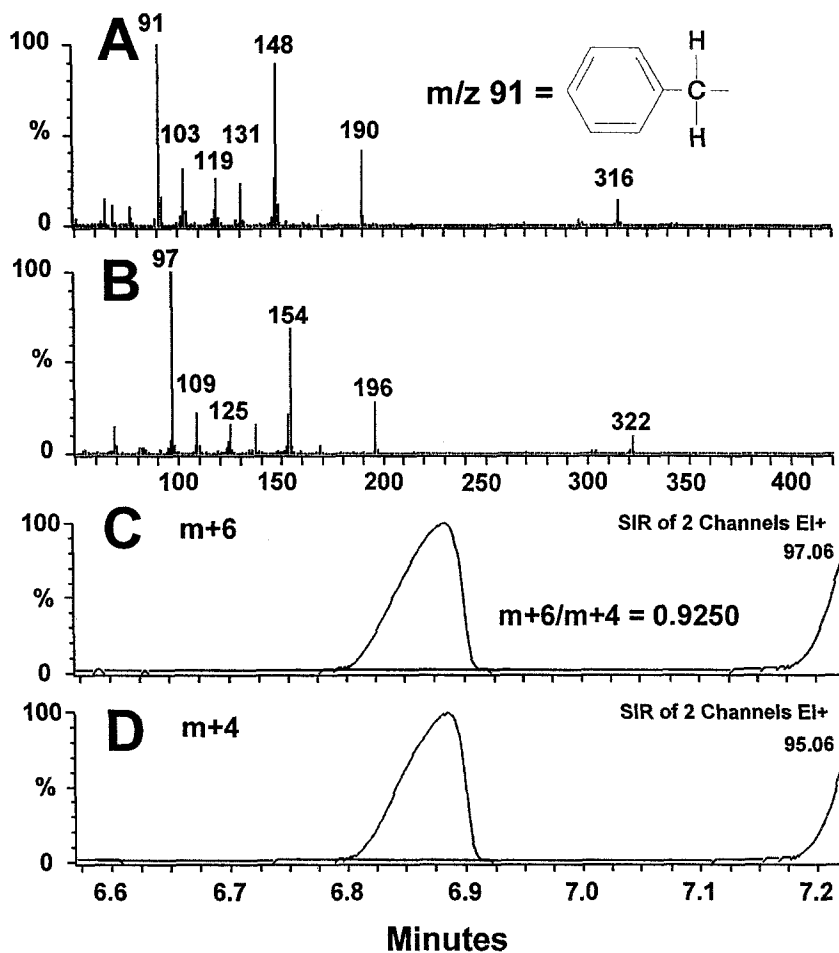 A
91
148
H
100
m/z 91 =
C
H
%
103
131
119
190
316
0
B
100
97
154
%
109
125
196
322
0
100
150
200
250
300
350
400
C
m+6
SIR of 2 Channels EI+
97.06
100
%
m+6/m+4 = 0.9250
0
D
m+4
SIR of 2 Channels EI+
95.06
100
%
0
6.6
6.7
6.8
6.9
7.0
7.1
7.2
Minutes